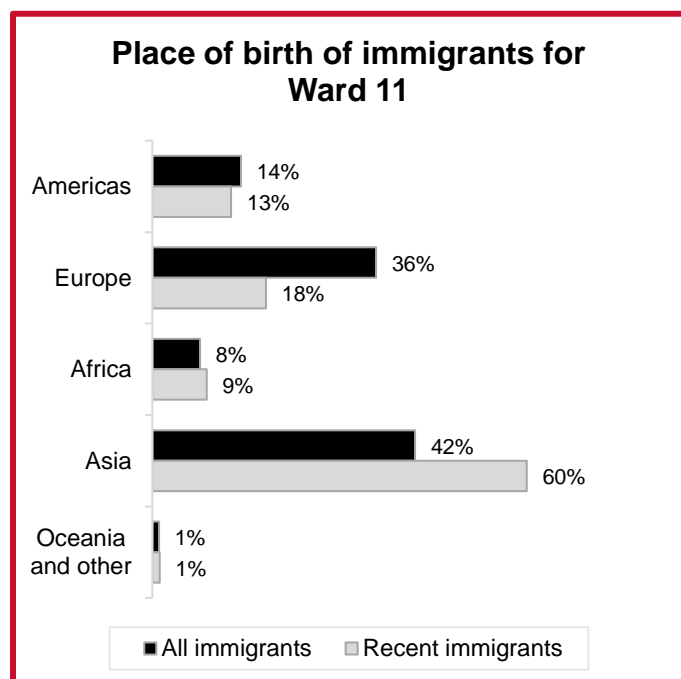 Place of birth of immigrants for
Ward 11
Americas
14%
13%
Europe
36%
18%
Africa
8%
9%
Asia
42%
60%
Oceania
and other
1%
1%
All immigrants
Recent immigrants